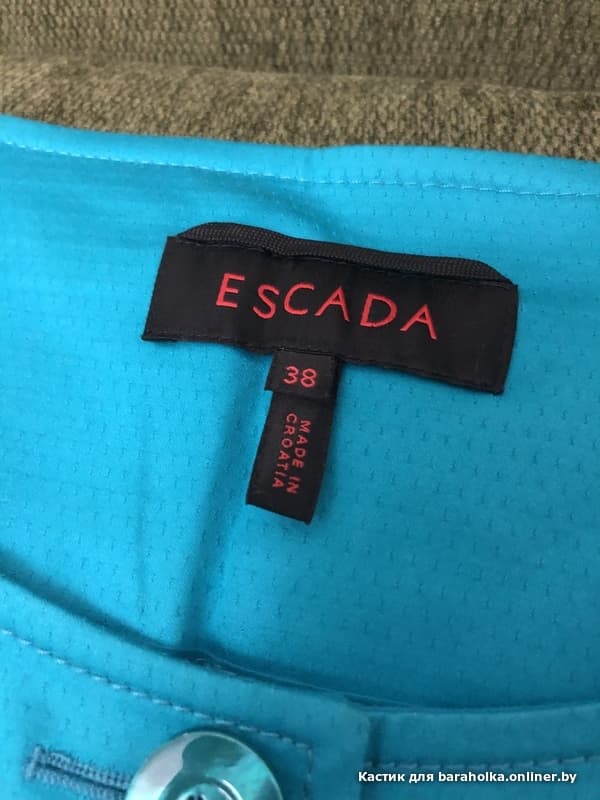 ESCADA
38
MADE IN
CROATIA
Кастик для baraholka.onliner.by